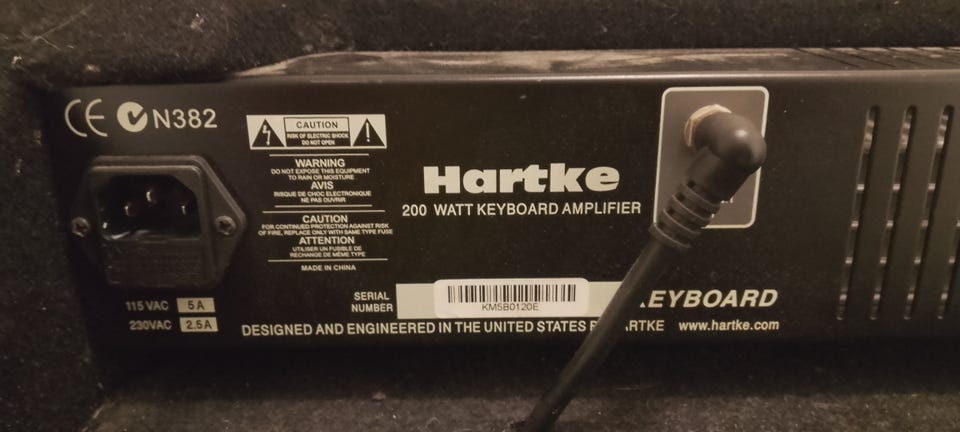 CE N382
CAUTION
RISK OF ELECTRIC SHOCK
DO NOT OPEN
WARNING
DO NOT EXPOSE THIS EQUIPMENT
TO RAIN OR MOISTURE
AVIS
RISQUE DE CHOC ELECTRONIQUE
NE PAS OUVRIR
CAUTION
FOR CONTINUED PROTECTION AGAINST RISK
OF FIRE, REPLACE ONLY WITH SAME TYPE FUSE
ATTENTION
UTILISER UN FUSIBLE DE
RECHANGE DE MÊME TYPE
MADE IN CHINA
Hartke
200 WATT KEYBOARD AMPLIFIER
115 VAC 5A
230VAC 2.5A
SERIAL
NUMBER
KM5B0120E
EYBOARD
DESIGNED AND ENGINEERED IN THE UNITED STATES ARTKE www.hartke.com